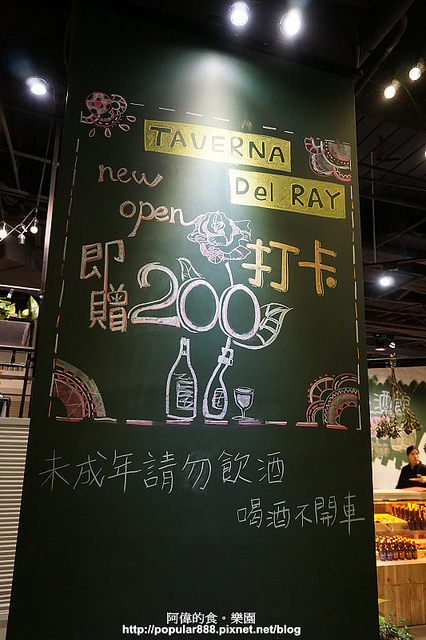 TAVERNA
Del RAY
new
open
打卡
即贈200
未成年請勿飲酒
喝酒不開車
阿偉的食。樂園
http://popular888.pixnet.net/blog